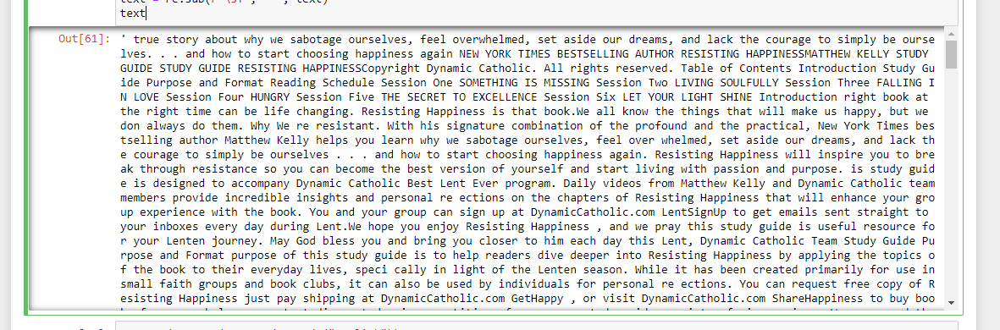 text
Out[61]: ' true story about why we sabotage ourselves, feel overwhelmed, set aside our dreams, and lack the courage to simply be ourse
lves. . . and how to start choosing happiness again NEW YORK TIMES BESTSELLING AUTHOR RESISTING HAPPINESSMATTHEW KELLY STUDY
GUIDE STUDY GUIDE RESISTING HAPPINESSCopyright Dynamic Catholic. All rights reserved. Table of Contents Introduction Study Gu
ide Purpose and Format Reading Schedule Session One SOMETHING IS MISSING Session Two LIVING SOULFULLY Session Three FALLING I
N LOVE Session Four HUNGRY Session Five THE SECRET TO EXCELLENCE Session Six LET YOUR LIGHT SHINE Introduction right book at
the right time can be life changing. Resisting Happiness is that book.We all know the things that will make us happy, but we
don always do them. Why We re resistant. With his signature combination of the profound and the practical, New York Times bes
tselling author Matthew Kelly helps you learn why we sabotage ourselves, feel over whelmed, set aside our dreams, and lack th
e courage to simply be ourselves . . . and how to start choosing happiness again. Resisting Happiness will inspire you to bre
ak through resistance so you can become the best version of yourself and start living with passion and purpose. is study guid
e is designed to accompany Dynamic Catholic Best Lent Ever program. Daily videos from Matthew Kelly and Dynamic Catholic team
members provide incredible insights and personal re ections on the chapters of Resisting Happiness that will enhance your gro
up experience with the book. You and your group can sign up at DynamicCatholic.com LentSignUp to get emails sent straight to
your inboxes every day during Lent.We hope you enjoy Resisting Happiness , and we pray this study guide is useful resource fo
r your Lenten journey. May God bless you and bring you closer to him each day this Lent, Dynamic Catholic Team Study Guide Pu
rpose and Format purpose of this study guide is to help readers dive deeper into Resisting Happiness by applying the topics o
f the book to their everyday lives, speci cally in light of the Lenten season. While it has been created primarily for use in
small faith groups and book clubs, it can also be used by individuals for personal re ections. You can request free copy of R
esisting Happiness just pay shipping at DynamicCatholic.com GetHappy , or visit DynamicCatholic.com ShareHappiness to buy boo